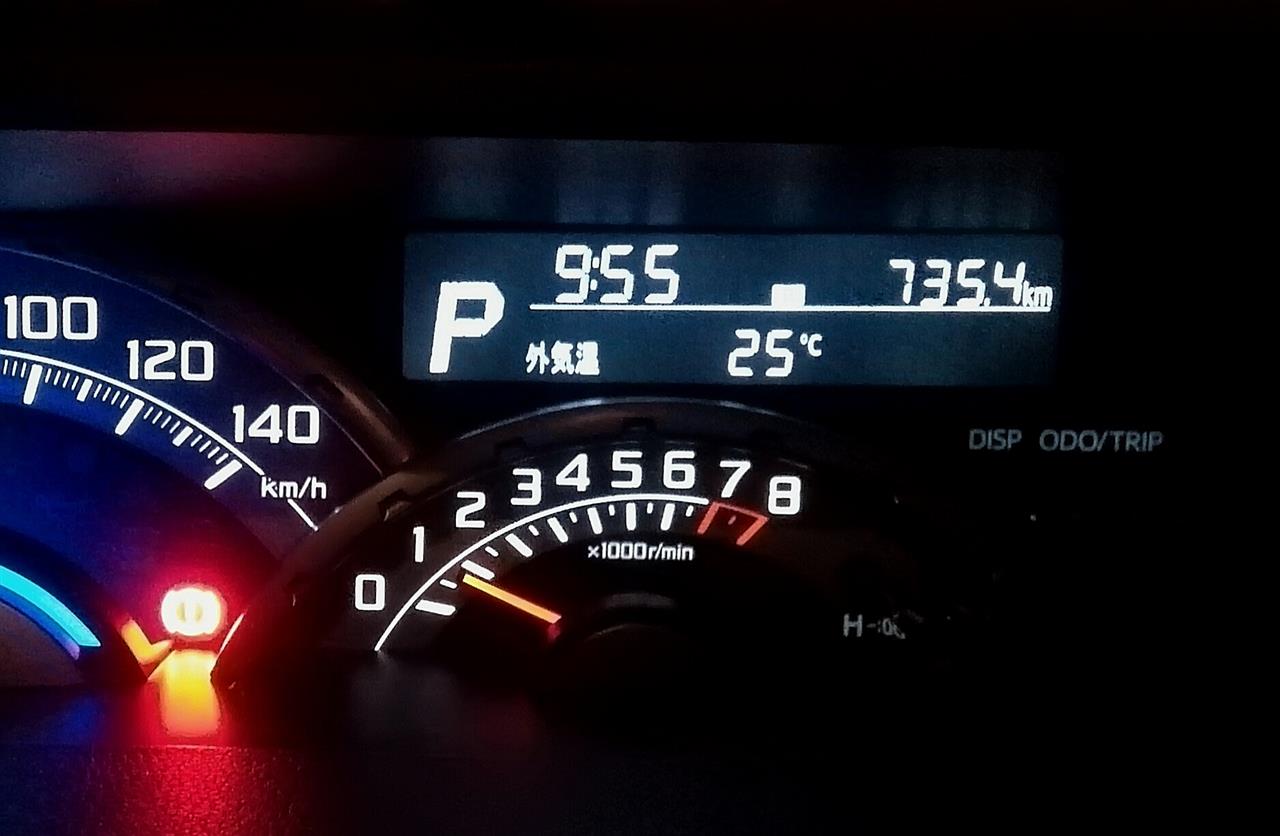 9:55 735.4km
P
外気温 25℃
100
120
140
km/h
DISP ODO/TRIP
0 1 2 3 4 5 6 7 8
×1000r/min
H